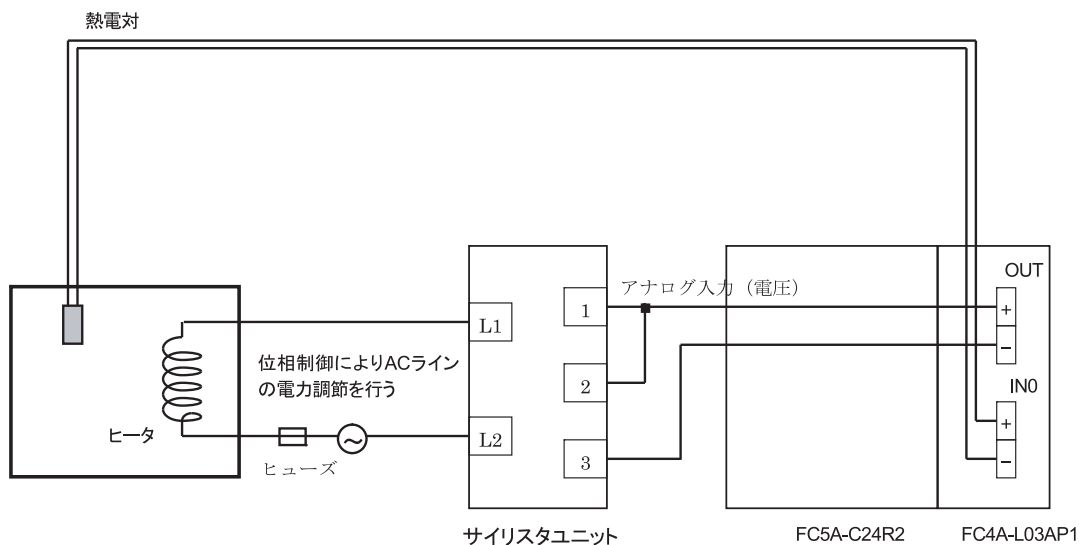 熱電対
OUT
アナログ入力（電圧）
1
+
L1
−
位相制御によりACライン
の電力調節を行う
2
IN0
+
ヒータ
L2
3
−
ヒューズ
サイリスタユニット
FC5A-C24R2
FC4A-L03AP1